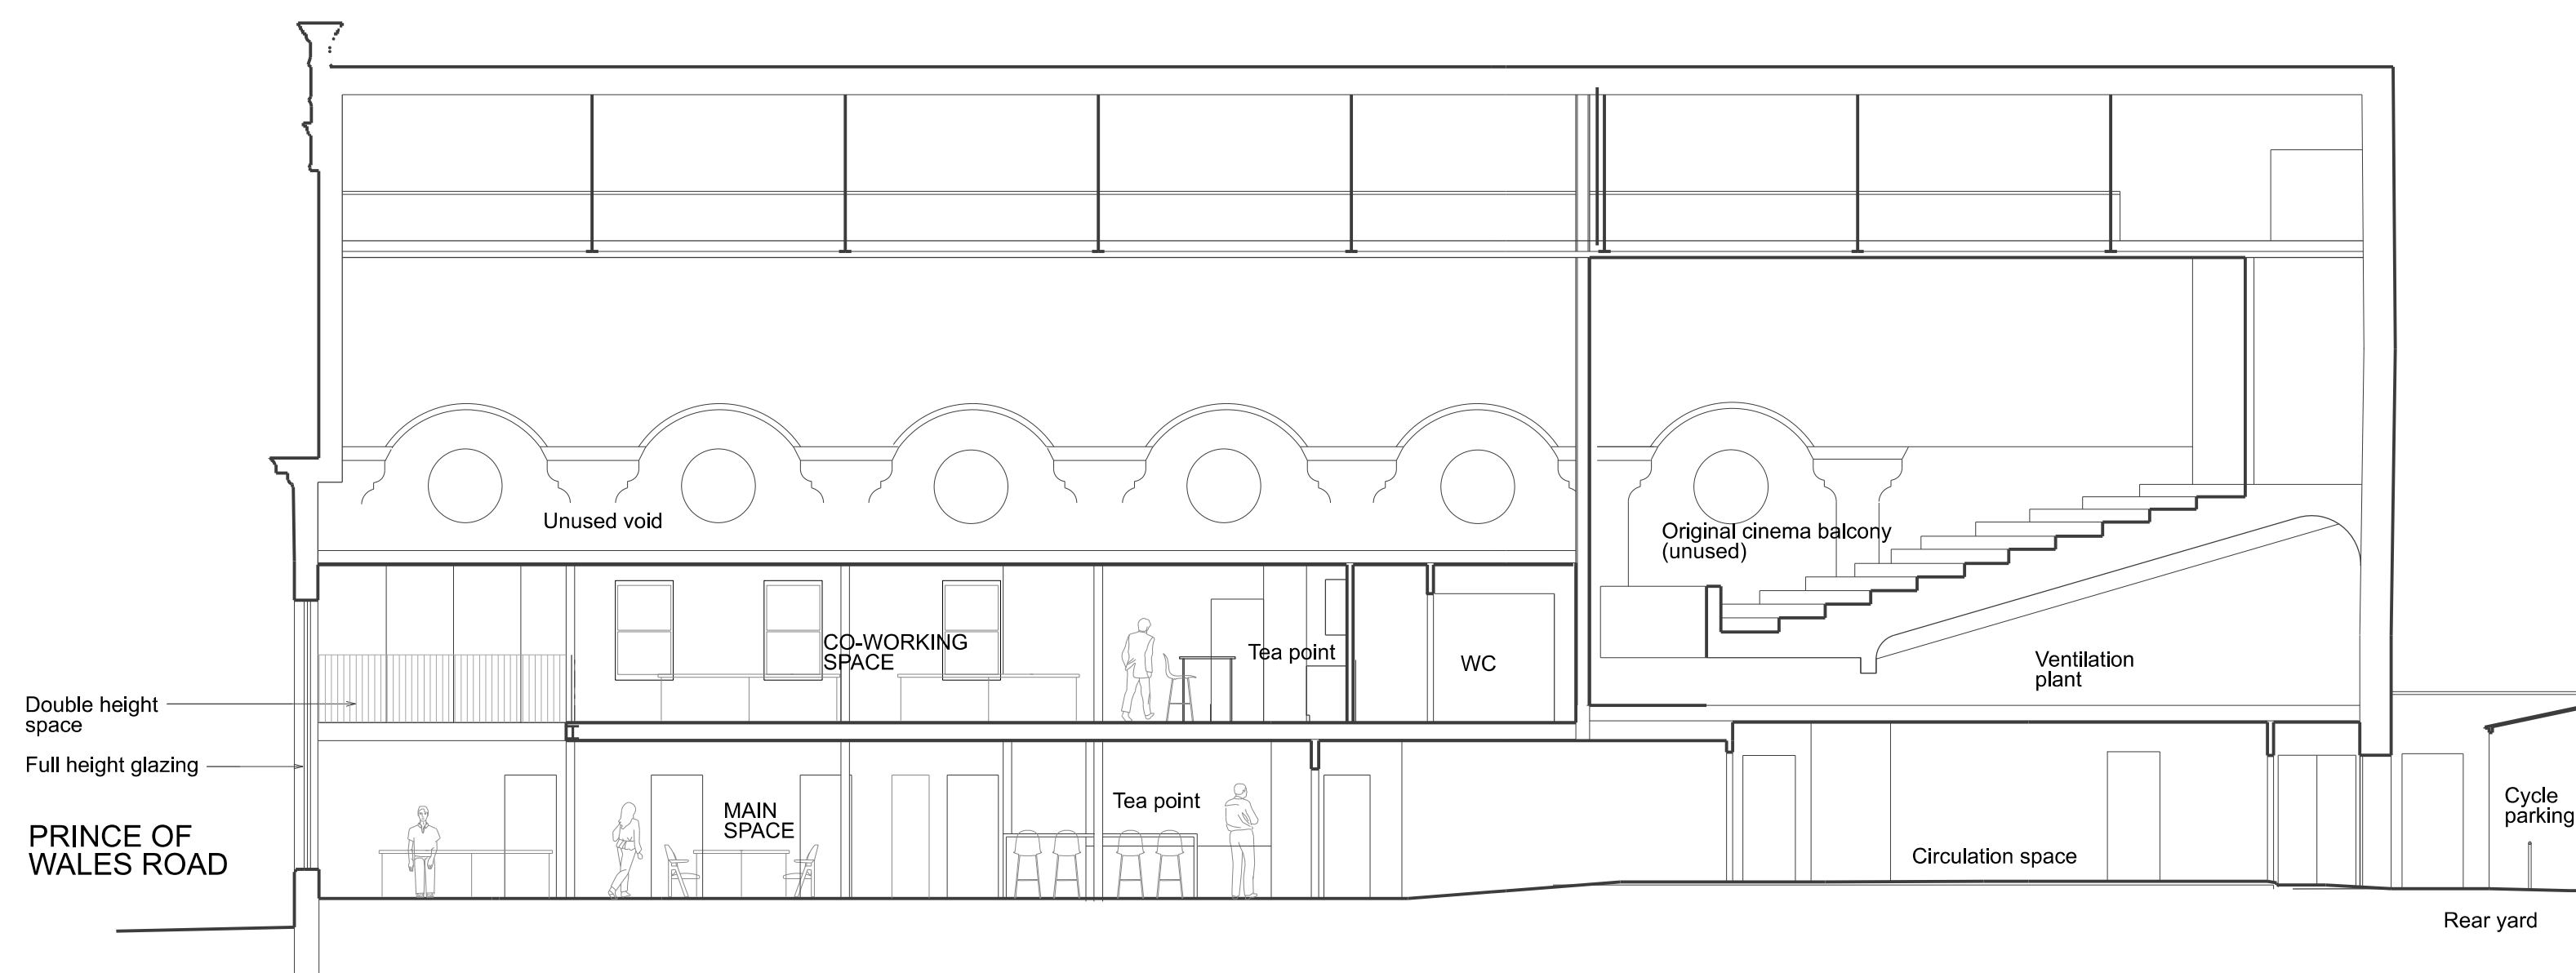 Unused void
Original cinema balcony
(unused)
CO-WORKING
SPACE
Tea point
WC
Ventilation
plant
Double height
space
Full height glazing
PRINCE OF
WALES ROAD
MAIN
SPACE
Tea point
Circulation space
Cycle
parking
Rear yard